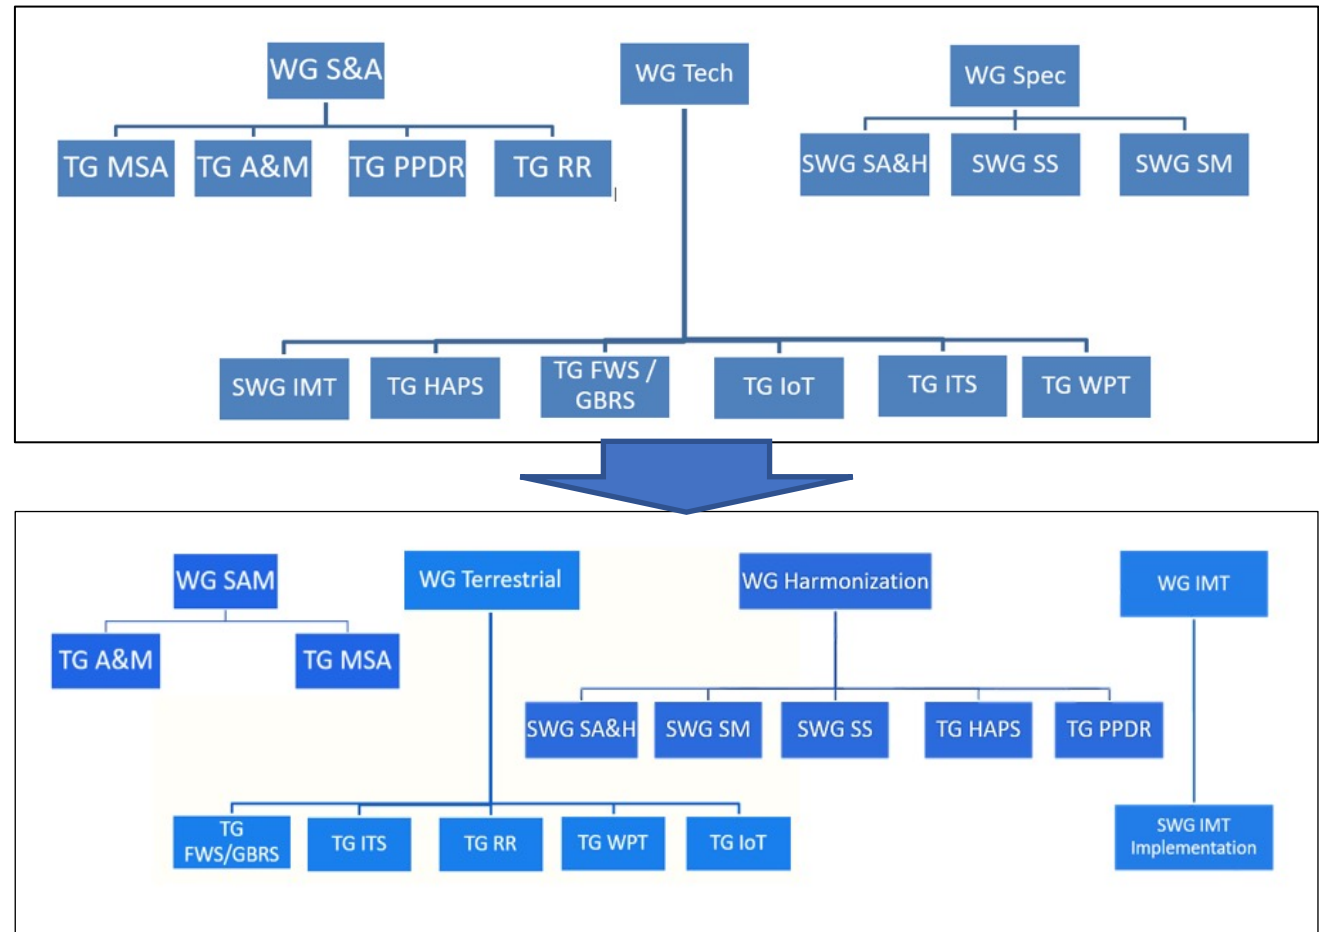 WG S&A
WG Tech
WG Spec
TG MSA
TG A&M
TG PPDR
TG RR
SWG SA&H
SWG SS
SWG SM
SWG IMT
TG HAPS
TG FWS /
GBRS
TG IoT
TG ITS
TG WPT
WG SAM
WG Terrestrial
WG Harmonization
WG IMT
TG A&M
TG MSA
SWG SA&H
SWG SM
SWG SS
TG HAPS
TG PPDR
TG
FWS/GBRS
TG ITS
TG RR
TG WPT
TG IoT
SWG IMT
Implementation